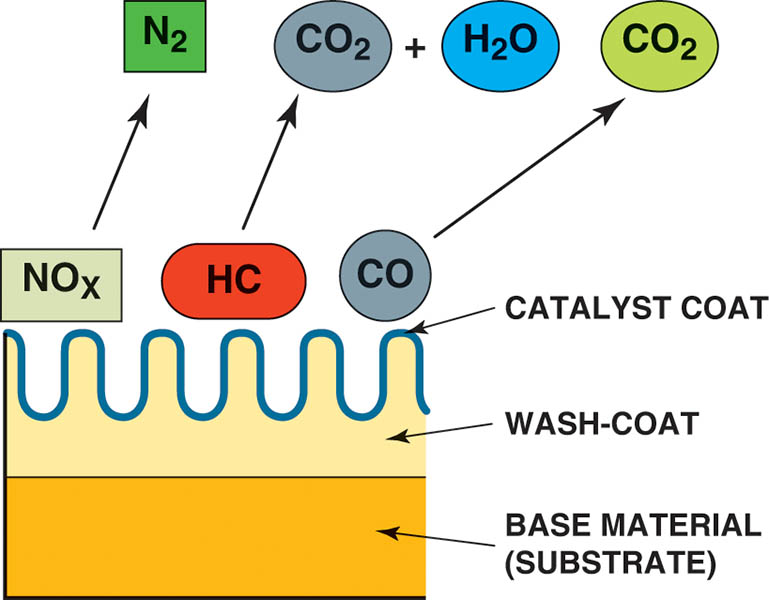 N₂
CO₂ + H₂O
CO₂
NOₓ
HC
CO
CATALYST COAT
WASH-COAT
BASE MATERIAL
(SUBSTRATE)